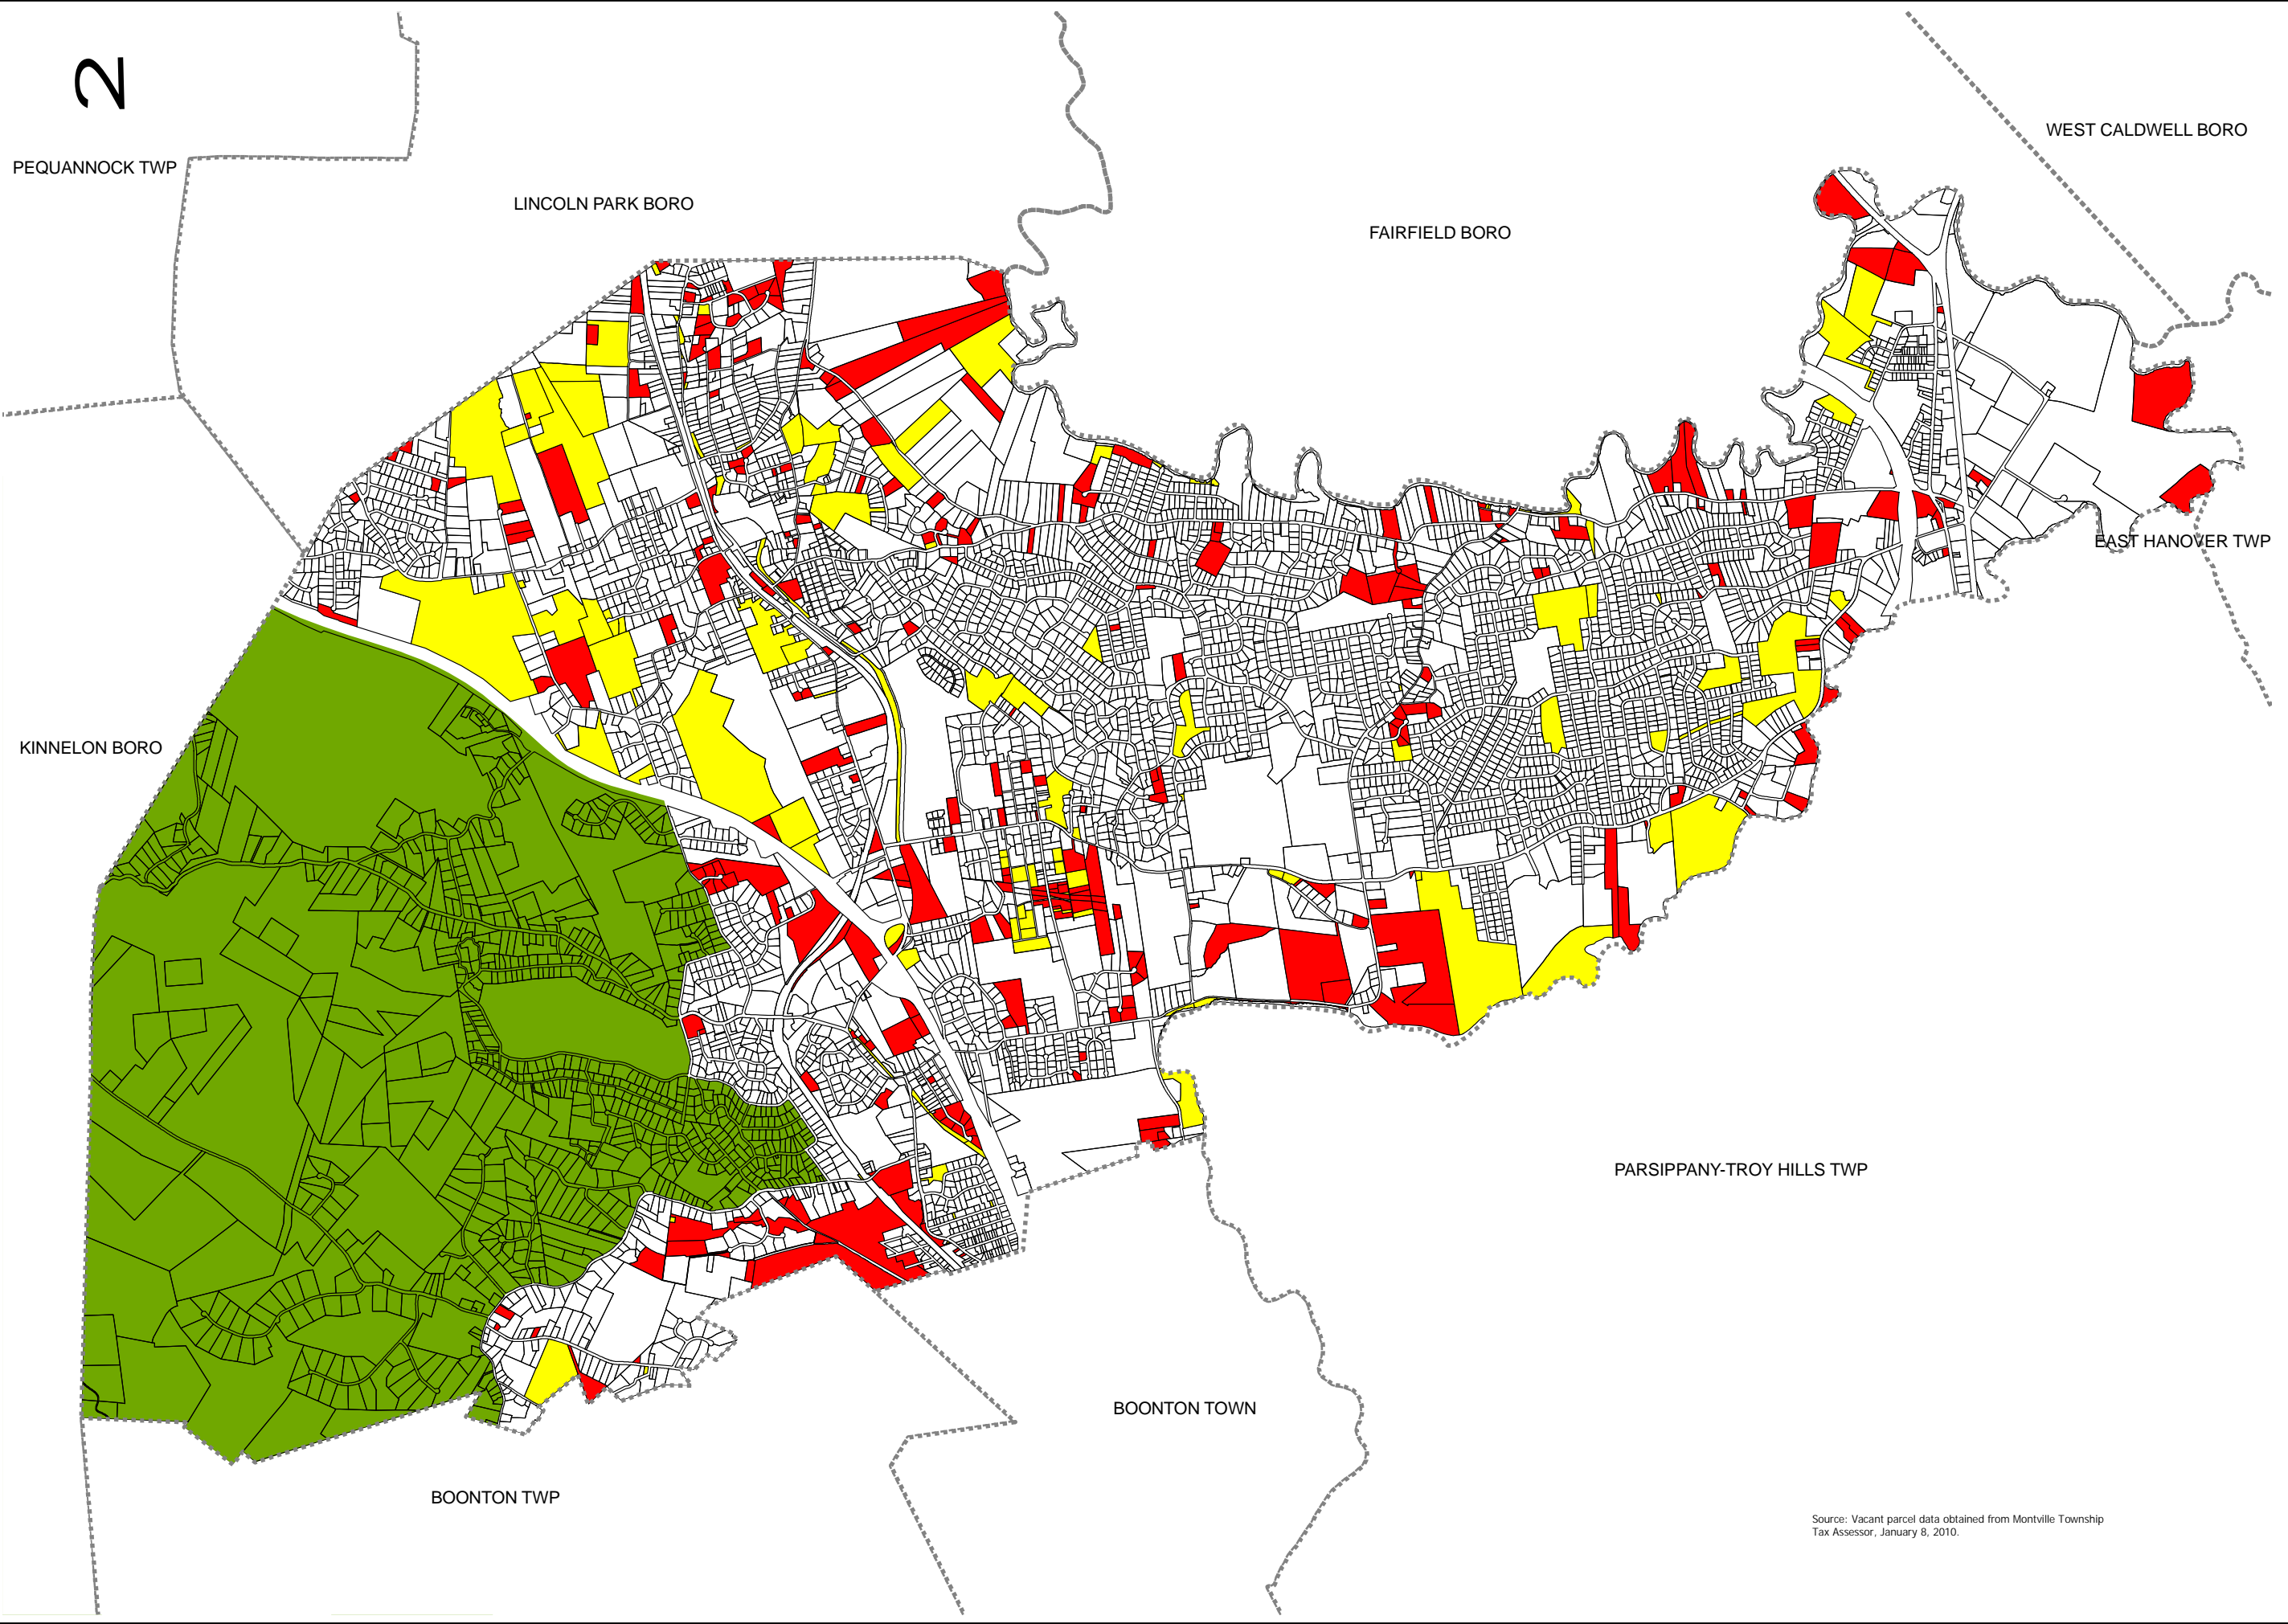 2
WEST CALDWELL BORO
PEQUANNOCK TWP
LINCOLN PARK BORO
FAIRFIELD BORO
EAST HANOVER TWP
KINNELON BORO
PARSIPPANY-TROY HILLS TWP
BOONTON TOWN
BOONTON TWP
Source: Vacant parcel data obtained from Montville Township
Tax Assessor, January 8, 2010.